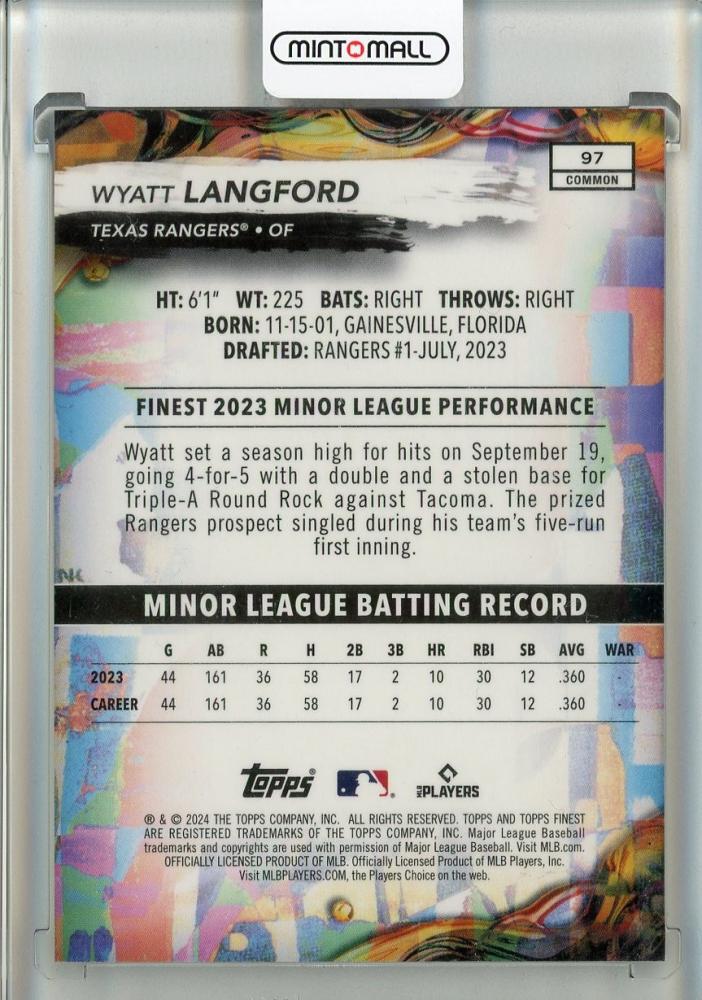 MINTMALL
97
COMMON
WYATT LANGFORD
TEXAS RANGERS® • OF
HT: 6'1" WT: 225 BATS: RIGHT THROWS: RIGHT
BORN: 11-15-01, GAINESVILLE, FLORIDA
DRAFTED: RANGERS #1-JULY, 2023
FINEST 2023 MINOR LEAGUE PERFORMANCE
Wyatt set a season high for hits on September 19,
going 4-for-5 with a double and a stolen base for
Triple-A Round Rock against Tacoma. The prized
Rangers prospect singled during his team's five-run
first inning.
MINOR LEAGUE BATTING RECORD
G AB R H 2B 3B HR RBI SB AVG WAR
2023 44 161 36 58 17 2 10 30 12 .360 -
CAREER 44 161 36 58 17 2 10 30 12 .360 -
topps® ® PLAYERS
® & © 2024 THE TOPPS COMPANY, INC. ALL RIGHTS RESERVED. TOPPS AND TOPPS FINEST
ARE REGISTERED TRADEMARKS OF THE TOPPS COMPANY, INC. Major League Baseball
trademarks and copyrights are used with permission of Major League Baseball. Visit MLB.com.
OFFICIALLY LICENSED PRODUCT OF MLB. Officially Licensed Product of MLB Players, Inc.
Visit MLBPLAYERS.COM, the Players Choice on the web.